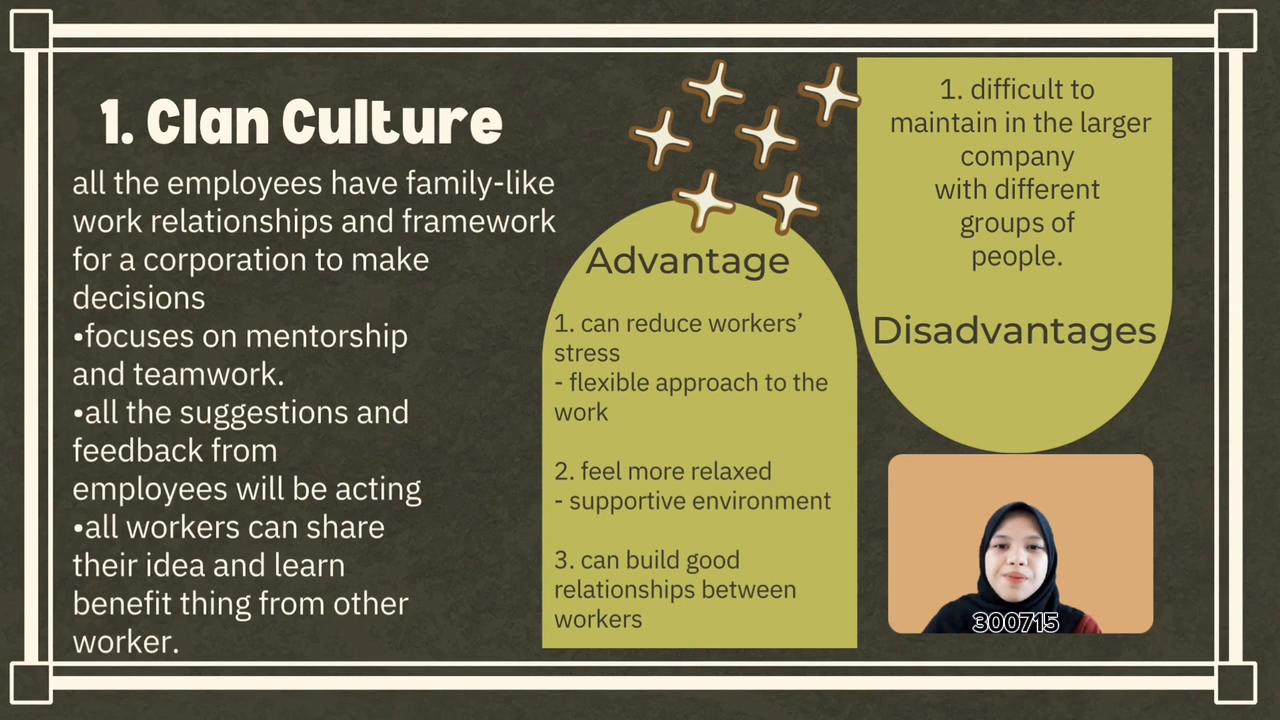 1. Clan Culture
all the employees have family-like
work relationships and framework
for a corporation to make
decisions
•focuses on mentorship
and teamwork.
•all the suggestions and
feedback from
employees will be acting
•all workers can share
their idea and learn
benefit thing from other
worker.
Advantage
1. can reduce workers’
stress
- flexible approach to the
work
2. feel more relaxed
- supportive environment
3. can build good
relationships between
workers
1. difficult to
maintain in the larger
company
with different
groups of
people.
Disadvantages
300715